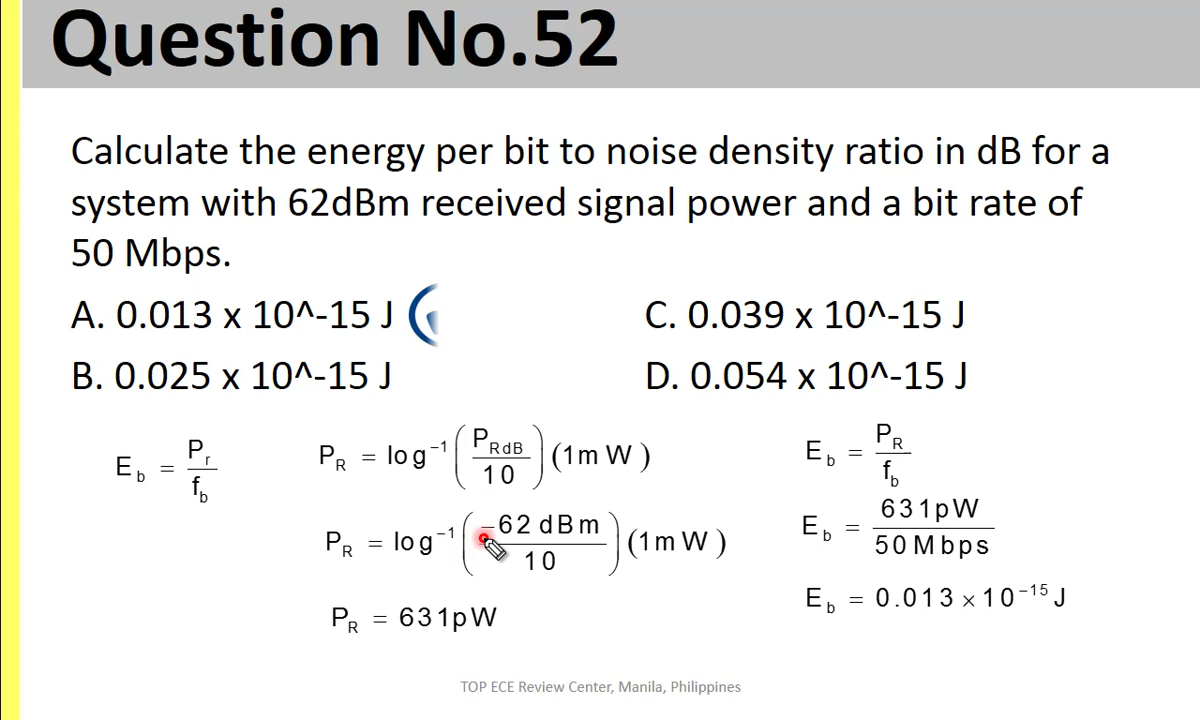 Question No.52
Calculate the energy per bit to noise density ratio in dB for a
system with 62dBm received signal power and a bit rate of
50 Mbps.
A. 0.013 x 10^-15 J
C. 0.039 x 10^-15 J
B. 0.025 x 10^-15 J
D. 0.054 x 10^-15 J
E_b = P_r / f_b
P_R = log^-1 (P_RdB / 10) (1mW)
E_b = P_R / f_b
P_R = log^-1 (-62 dBm / 10) (1mW)
E_b = 631pW / 50Mbps
P_R = 631pW
E_b = 0.013 × 10^-15 J
TOP ECE Review Center, Manila, Philippines